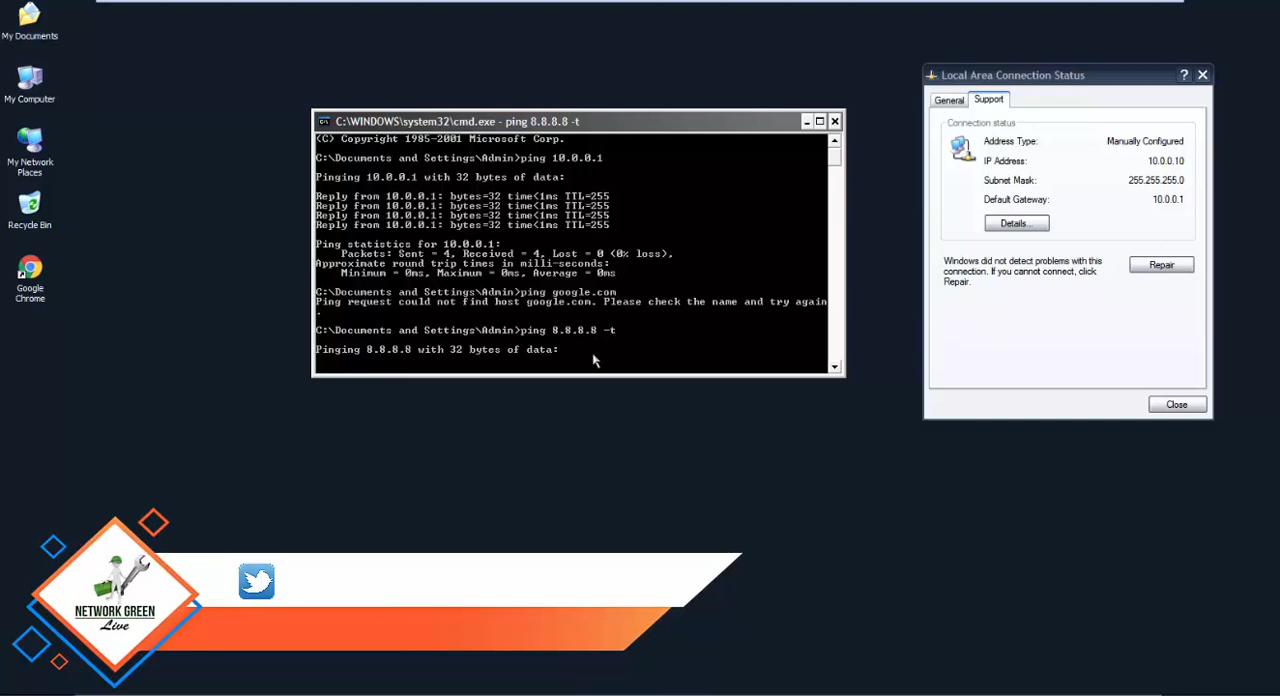 My Documents
My Computer
My Network
Places
Recycle Bin
Google
Chrome
C:\WINDOWS\system32\cmd.exe - ping 8.8.8.8 -t
(C) Copyright 1985-2001 Microsoft Corp.
C:\Documents and Settings\Admin>ping 10.0.0.1
Pinging 10.0.0.1 with 32 bytes of data:
Reply from 10.0.0.1: bytes=32 time<1ms TTL=255
Reply from 10.0.0.1: bytes=32 time<1ms TTL=255
Reply from 10.0.0.1: bytes=32 time<1ms TTL=255
Reply from 10.0.0.1: bytes=32 time<1ms TTL=255
Ping statistics for 10.0.0.1:
Packets: Sent = 4, Received = 4, Lost = 0 (0% loss),
Approximate round trip times in milli-seconds:
Minimum = 0ms, Maximum = 0ms, Average = 0ms
C:\Documents and Settings\Admin>ping google.com
Ping request could not find host google.com. Please check the name and try again
.
C:\Documents and Settings\Admin>ping 8.8.8.8 -t
Pinging 8.8.8.8 with 32 bytes of data:
Local Area Connection Status
General Support
Connection status
Address Type: Manually Configured
IP Address: 10.0.0.10
Subnet Mask: 255.255.255.0
Default Gateway: 10.0.0.1
Details...
Windows did not detect problems with this
connection. If you cannot connect, click
Repair.
Repair
Close
NETWORK GREEN
Live